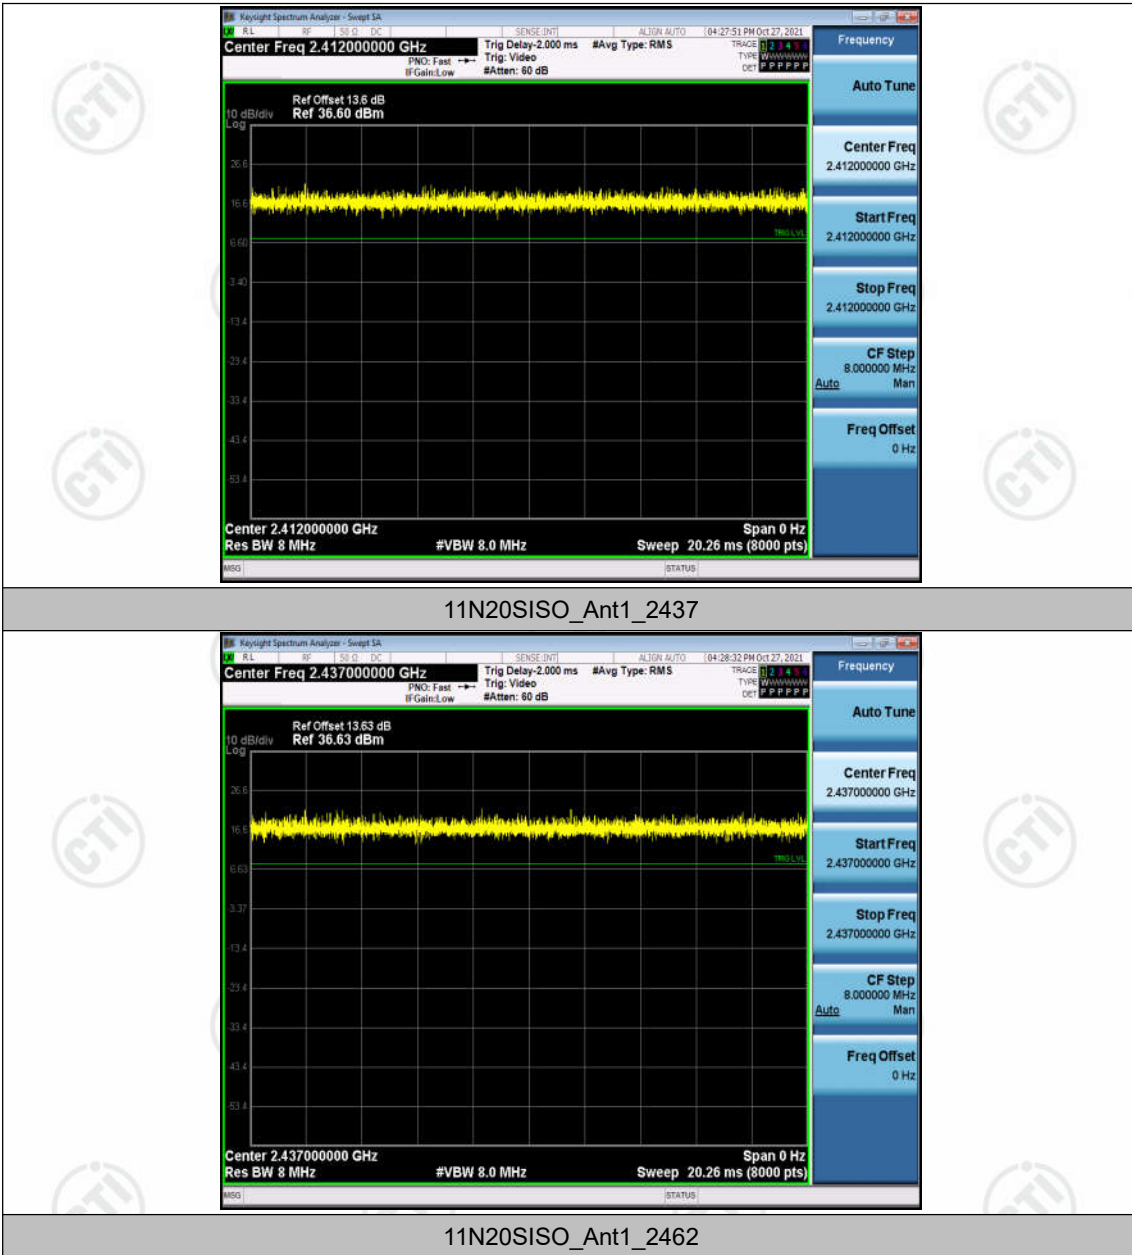 Keysight Spectrum Analyzer - Swept SA
RL RF 50 Ω DC SENSE:INT ALIGN AUTO 04:27:51 PM Oct 27, 2021
Center Freq 2.412000000 GHz
Trig Delay-2.000 ms #Avg Type: RMS
TRACE 1 2 3 4 5 6
PNO: Fast Trig: Video
TYPE WWWWWW
IFGain:Low #Atten: 60 dB
DET P P P P P P
Frequency
Auto Tune
Ref Offset 13.6 dB
10 dB/div Ref 36.60 dBm
Log
26.6
16.6
6.60
-3.40
-13.4
-23.4
-33.4
-43.4
-53.4
TRIG LVL
Center Freq
2.412000000 GHz
Start Freq
2.412000000 GHz
Stop Freq
2.412000000 GHz
CF Step
8.000000 MHz
Auto Man
Freq Offset
0 Hz
Center 2.412000000 GHz Span 0 Hz
Res BW 8 MHz #VBW 8.0 MHz Sweep 20.26 ms (8000 pts)
MSG STATUS
11N20SISO_Ant1_2437
Keysight Spectrum Analyzer - Swept SA
RL RF 50 Ω DC SENSE:INT ALIGN AUTO 04:28:32 PM Oct 27, 2021
Center Freq 2.437000000 GHz
Trig Delay-2.000 ms #Avg Type: RMS
TRACE 1 2 3 4 5 6
PNO: Fast Trig: Video
TYPE WWWWWW
IFGain:Low #Atten: 60 dB
DET P P P P P P
Frequency
Auto Tune
Ref Offset 13.63 dB
10 dB/div Ref 36.63 dBm
Log
26.6
16.6
6.63
-3.37
-13.4
-23.4
-33.4
-43.4
-53.4
TRIG LVL
Center Freq
2.437000000 GHz
Start Freq
2.437000000 GHz
Stop Freq
2.437000000 GHz
CF Step
8.000000 MHz
Auto Man
Freq Offset
0 Hz
Center 2.437000000 GHz Span 0 Hz
Res BW 8 MHz #VBW 8.0 MHz Sweep 20.26 ms (8000 pts)
MSG STATUS
11N20SISO_Ant1_2462
CTI
CTI
CTI
CTI
CTI
CTI